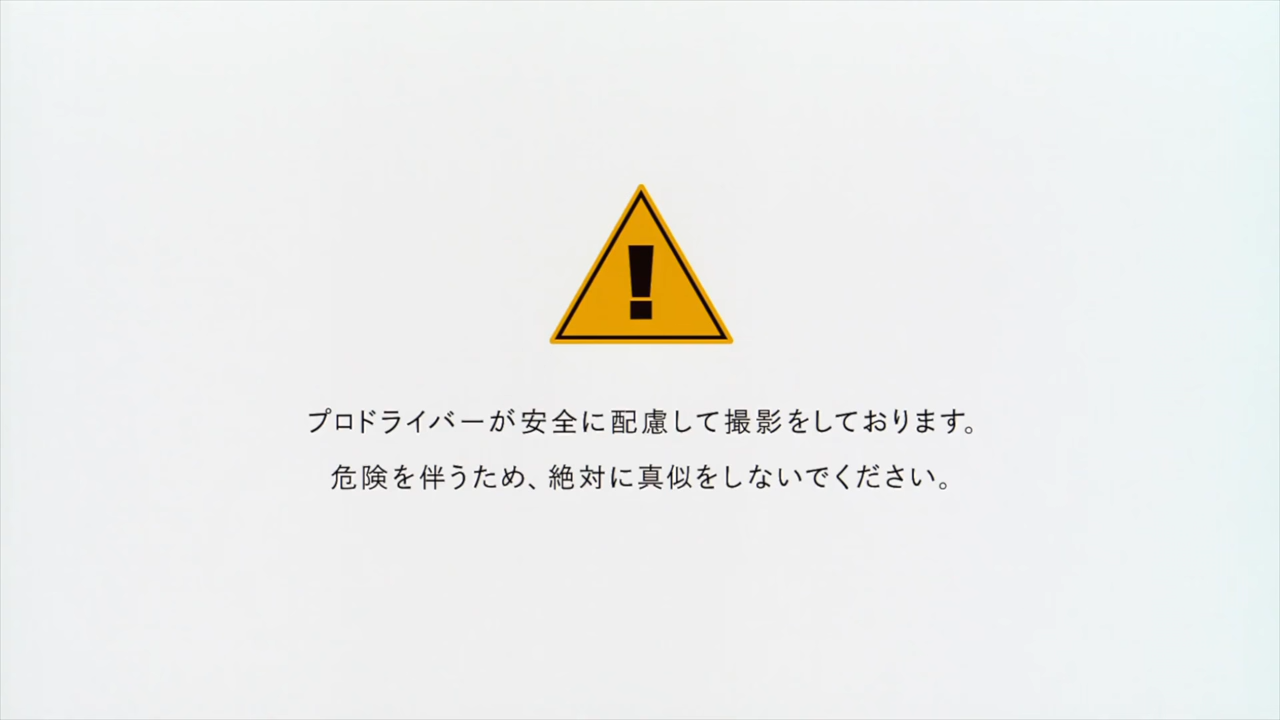 プロドライバーが安全に配慮して撮影をしております。
危険を伴うため、絶対に真似をしないでください。